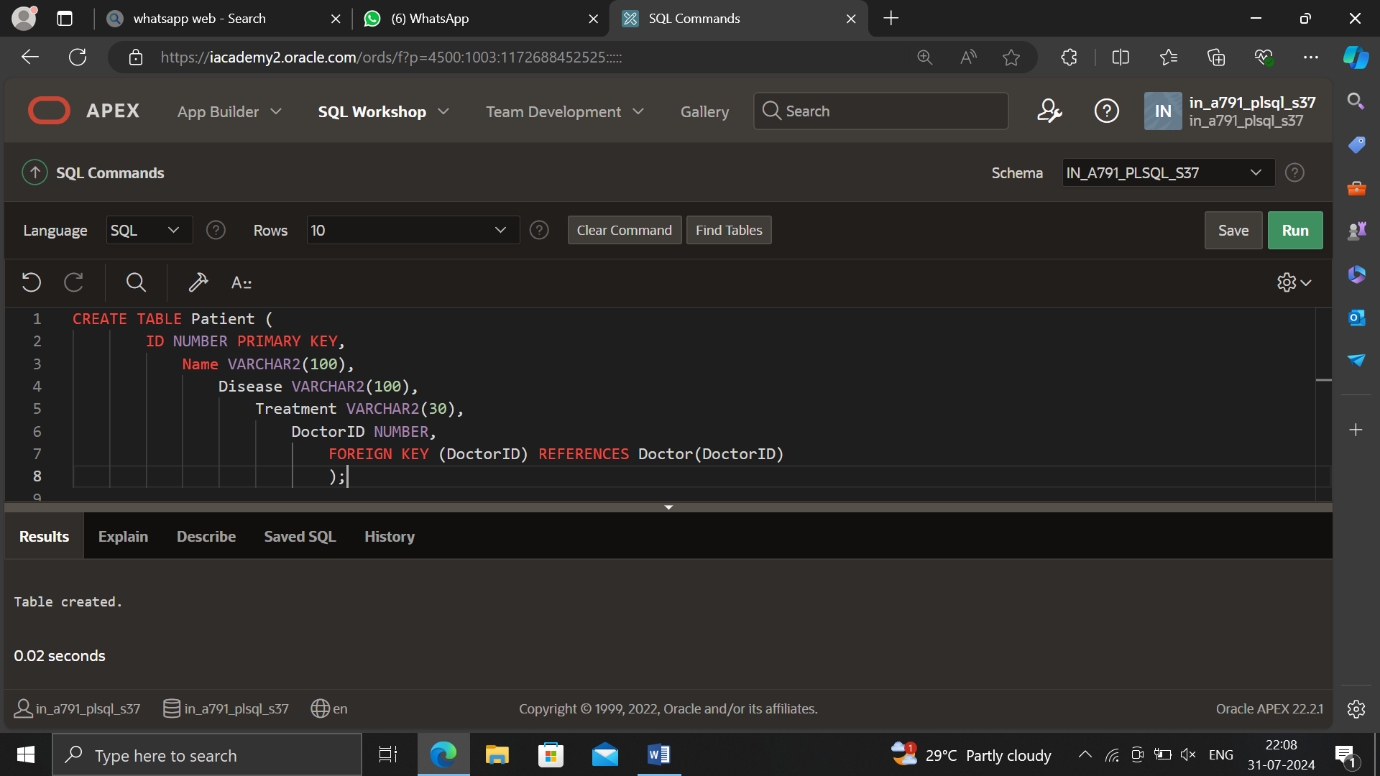 whatsapp web - Search
(6) WhatsApp
SQL Commands
https://iacademy2.oracle.com/ords/f?p=4500:1003:1172688452525:::::
APEX App Builder SQL Workshop Team Development Gallery Search IN in_a791_plsql_s37
in_a791_plsql_s37
SQL Commands Schema IN_A791_PLSQL_S37
Language SQL Rows 10 Clear Command Find Tables Save Run
A::
1 CREATE TABLE Patient (
2 ID NUMBER PRIMARY KEY,
3 Name VARCHAR2(100),
4 Disease VARCHAR2(100),
5 Treatment VARCHAR2(30),
6 DoctorID NUMBER,
7 FOREIGN KEY (DoctorID) REFERENCES Doctor(DoctorID)
8 );
9
Results Explain Describe Saved SQL History
Table created.
0.02 seconds
in_a791_plsql_s37 in_a791_plsql_s37 en Copyright © 1999, 2022, Oracle and/or its affiliates. Oracle APEX 22.2.1
Type here to search 29°C Partly cloudy ENG 22:08
31-07-2024
1